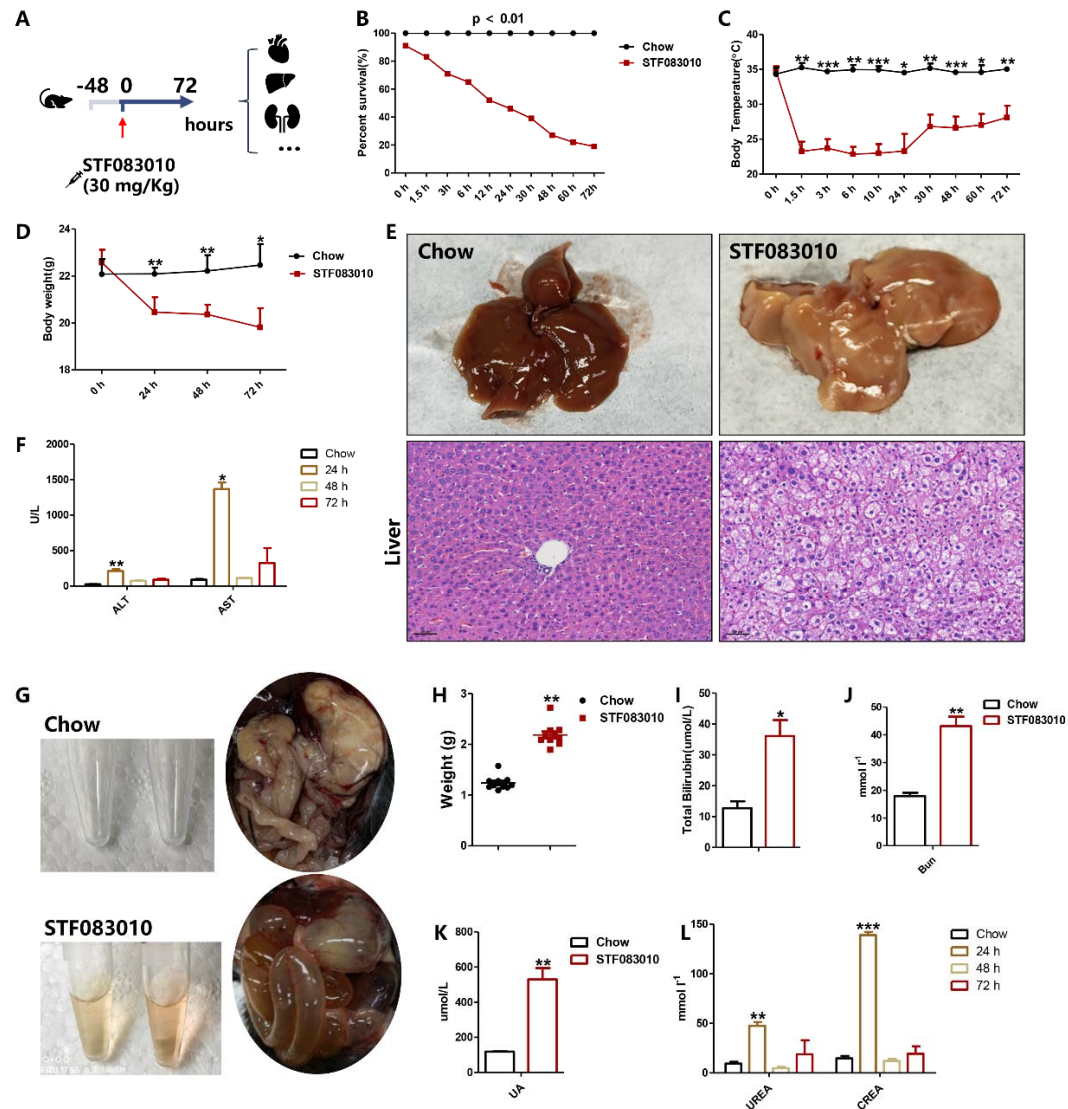 A
-48 0 72
hours
STF083010
(30 mg/Kg)
B
p < 0.01
Percent survival(%)
100
80
60
40
20
0
0 h
1.5 h
3h
6 h
12 h
24 h
30 h
48 h
60 h
72h
Chow
STF083010
C
Body Temperature(°C)
40
35
30
25
20
** *** ** *** * ** *** * **
0 h
1.5 h
3 h
6 h
10 h
24 h
30 h
48 h
60 h
72 h
Chow
STF083010
D
Body weight(g)
24
22
20
18
** ** *
0 h
24 h
48 h
72 h
Chow
STF083010
E
Chow
STF083010
Liver
F
U/L
2000
1500
1000
500
0
**
*
ALT
AST
Chow
24 h
48 h
72 h
G
Chow
STF083010
H
Weight (g)
3
2
1
0
**
Chow
STF083010
I
Total Bilirubin(umol/L)
60
40
20
0
*
J
Chow
STF083010
mmol l-1
50
40
30
20
10
0
**
Bun
K
umol/L
800
600
400
200
0
**
Chow
STF083010
UA
L
mmol l-1
150
100
50
0
**
***
UREA
CREA
Chow
24 h
48 h
72 h